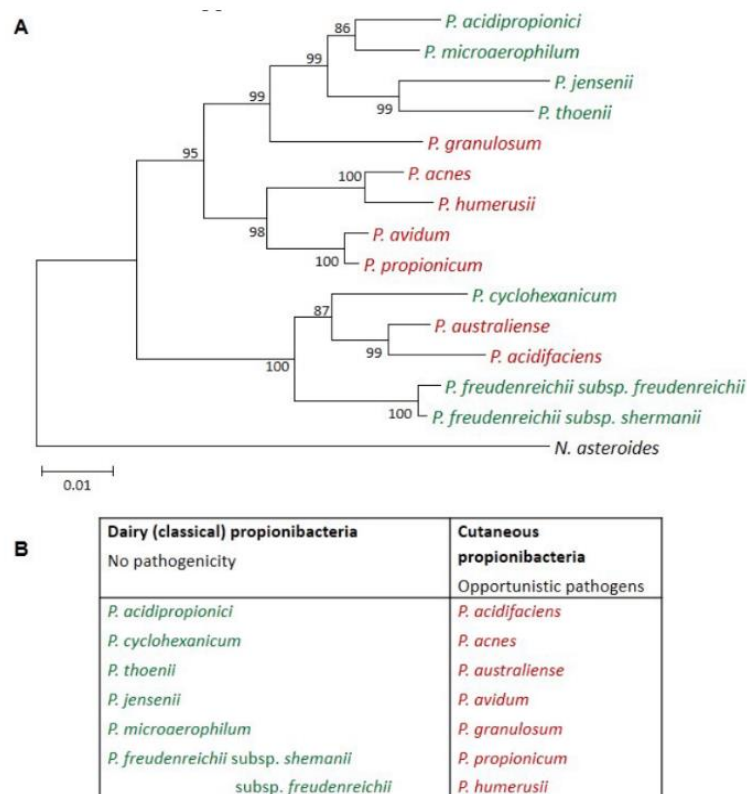 A
P. acidipropionici
86
P. microaerophilum
99
P. jensenii
99
99
P. thoenii
P. granulosum
95
P. acnes
100
P. humerusii
98
P. avidum
100
P. propionicum
P. cyclohexanicum
87
P. australiense
99
P. acidifaciens
100
P. freudenreichii subsp. freudenreichii
100
P. freudenreichii subsp. shermanii
N. asteroides
0.01
B
Dairy (classical) propionibacteria
No pathogenicity
Cutaneous
propionibacteria
Opportunistic pathogens
P. acidipropionici
P. acidifaciens
P. cyclohexanicum
P. acnes
P. thoenii
P. australiense
P. jensenii
P. avidum
P. microaerophilum
P. granulosum
P. freudenreichii subsp. shemanii
P. propionicum
subsp. freudenreichii
P. humerusii